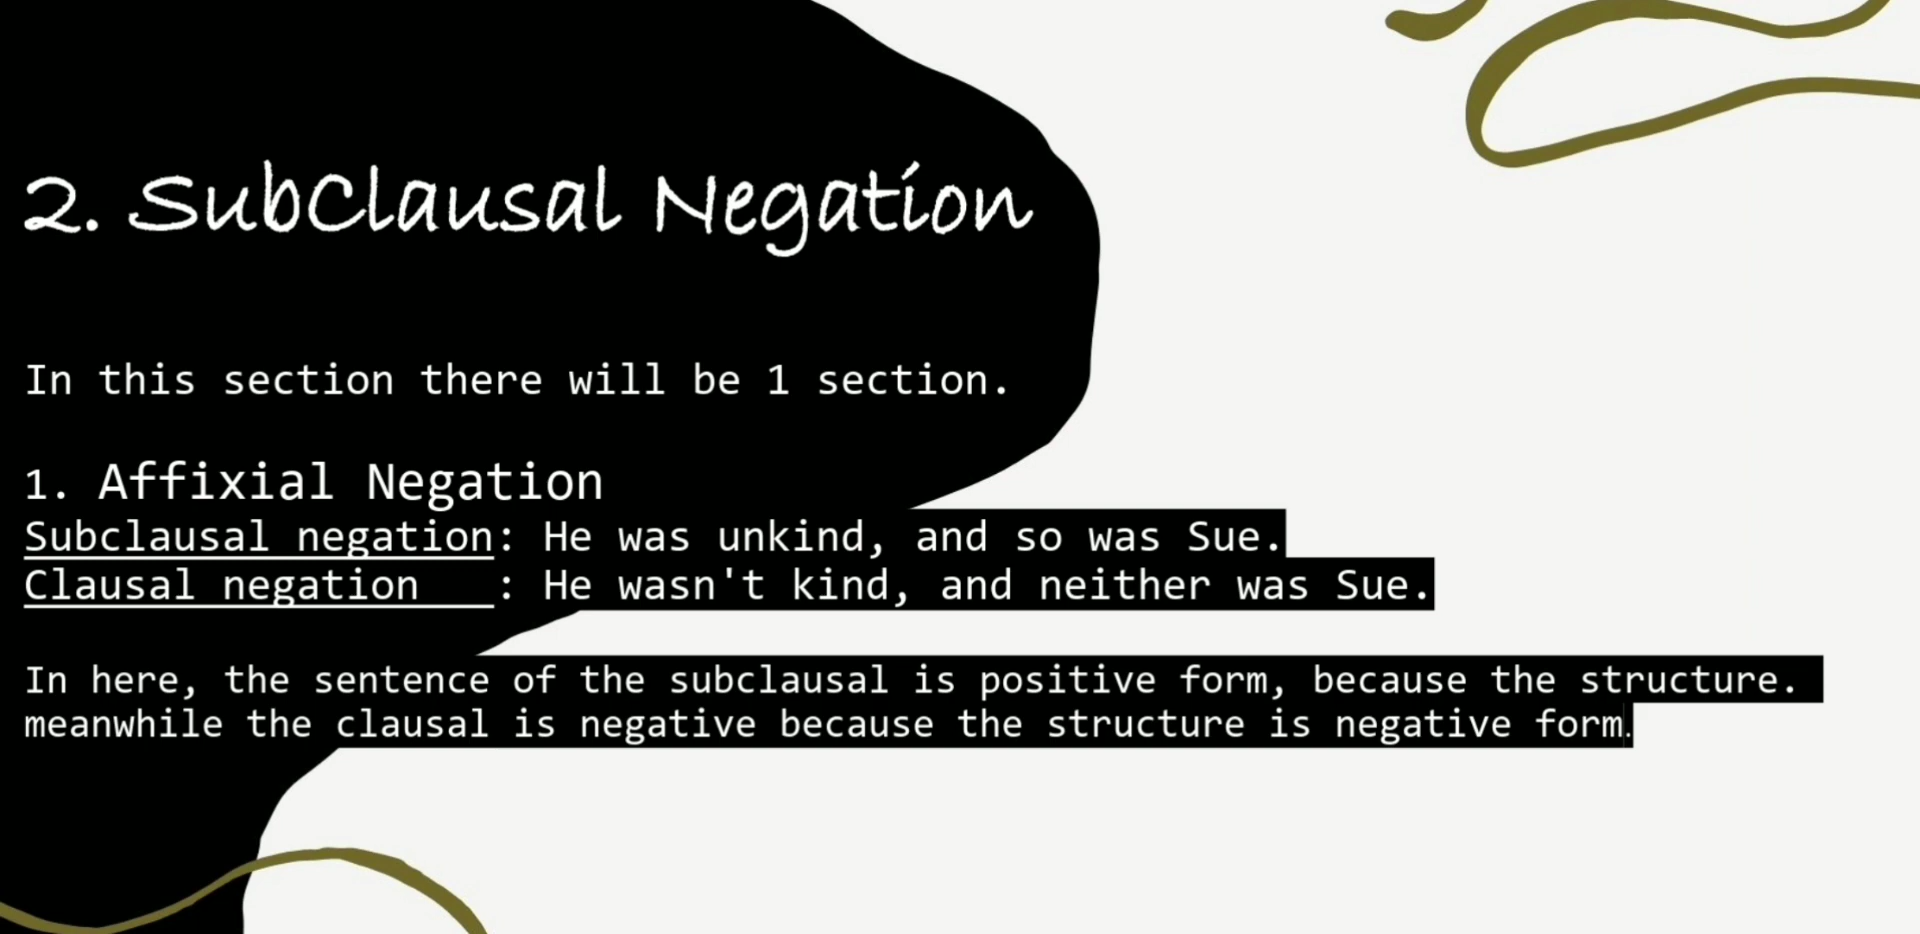 2. SubClausal Negation
In this section there will be 1 section.
1. Affixial Negation
Subclausal negation: He was unkind, and so was Sue.
Clausal negation   : He wasn't kind, and neither was Sue.
In here, the sentence of the subclausal is positive form, because the structure.
meanwhile the clausal is negative because the structure is negative form.